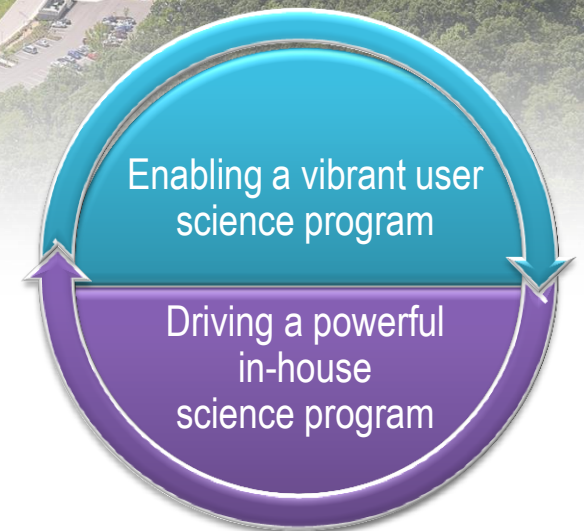 Enabling a vibrant user
science program
Driving a powerful
in-house
science program